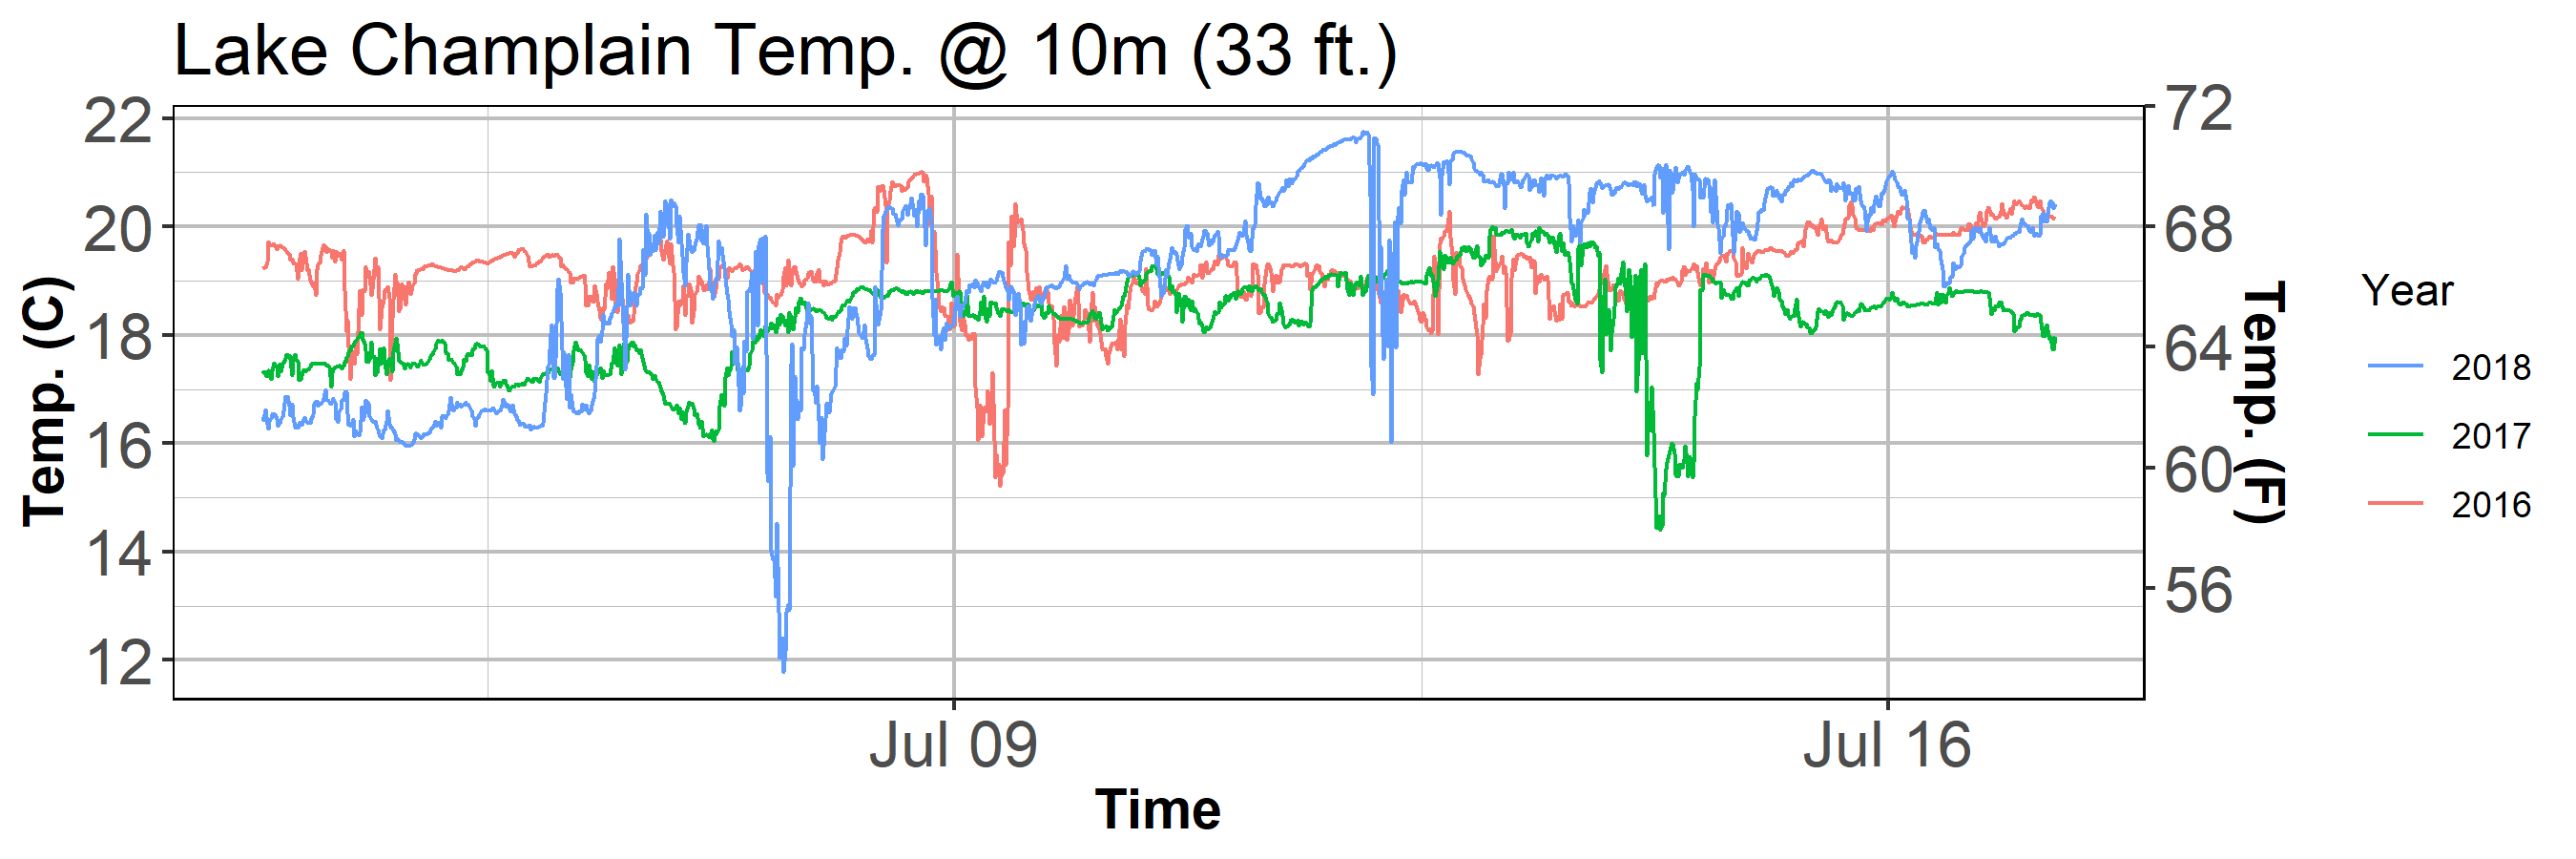 Lake Champlain Temp. @ 10m (33 ft.)
22
20
18
16
14
12
Temp. (C)
72
68
64
60
56
Temp. (F)
Jul 09
Jul 16
Time
Year
2018
2017
2016